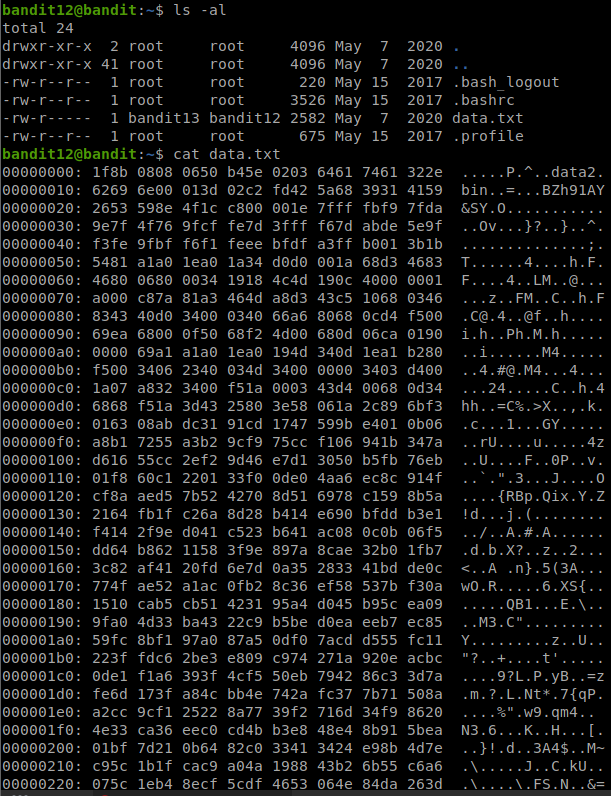 bandit12@bandit:~$ ls -al
total 24
drwxr-xr-x  2 root     root     4096 May  7  2020 .
drwxr-xr-x 41 root     root     4096 May  7  2020 ..
-rw-r--r--  1 root     root      220 May 15  2017 .bash_logout
-rw-r--r--  1 root     root     3526 May 15  2017 .bashrc
-rw-r-----  1 bandit13 bandit12 2582 May  7  2020 data.txt
-rw-r--r--  1 root     root      675 May 15  2017 .profile
bandit12@bandit:~$ cat data.txt
00000000: 1f8b 0808 0650 b45e 0203 6461 7461 322e  .....P.^..data2.
00000010: 6269 6e00 013d 02c2 fd42 5a68 3931 4159  bin..=...BZh91AY
00000020: 2653 598e 4f1c c800 001e 7fff fbf9 7fda  &SY.O...........
00000030: 9e7f 4f76 9fcf fe7d 3fff f67d abde 5e9f  ..Ov...}?..}..^.
00000040: f3fe 9fbf f6f1 feee bfdf a3ff b001 3b1b  ..............;.
00000050: 5481 a1a0 1ea0 1a34 d0d0 001a 68d3 4683  T......4....h.F.
00000060: 4680 0680 0034 1918 4c4d 190c 4000 0001  F....4..LM..@...
00000070: a000 c87a 81a3 464d a8d3 43c5 1068 0346  ...z..FM..C..h.F
00000080: 8343 40d0 3400 0340 66a6 8068 0cd4 f500  .C@.4..@f..h....
00000090: 69ea 6800 0f50 68f2 4d00 680d 06ca 0190  i.h..Ph.M.h.....
000000a0: 0000 69a1 a1a0 1ea0 194d 340d 1ea1 b280  ..i......M4.....
000000b0: f500 3406 2340 034d 3400 0000 3403 d400  ..4.#@.M4...4...
000000c0: 1a07 a832 3400 f51a 0003 43d4 0068 0d34  ...24.....C..h.4
000000d0: 6868 f51a 3d43 2580 3e58 061a 2c89 6bf3  hh..=C%.>X..,.k.
000000e0: 0163 08ab dc31 91cd 1747 599b e401 0b06  .c...1...GY.....
000000f0: a8b1 7255 a3b2 9cf9 75cc f106 941b 347a  ..rU....u.....4z
00000100: d616 55cc 2ef2 9d46 e7d1 3050 b5fb 76eb  ..U....F..0P..v.
00000110: 01f8 60c1 2201 33f0 0de0 4aa6 ec8c 914f  ..`.".3...J....O
00000120: cf8a aed5 7b52 4270 8d51 6978 c159 8b5a  ....{RBp.Qix.Y.Z
00000130: 2164 fb1f c26a 8d28 b414 e690 bfdd b3e1  !d...j.(........
00000140: f414 2f9e d041 c523 b641 ac08 0c0b 06f5  ../..A.#.A......
00000150: dd64 b862 1158 3f9e 897a 8cae 32b0 1fb7  .d.b.X?..z..2...
00000160: 3c82 af41 20fd 6e7d 0a35 2833 41bd de0c  <..A .n}.5(3A...
00000170: 774f ae52 a1ac 0fb2 8c36 ef58 537b f30a  wO.R.....6.XS{..
00000180: 1510 cab5 cb51 4231 95a4 d045 b95c ea09  .....QB1...E.\..
00000190: 9fa0 4d33 ba43 22c9 b5be d0ea eeb7 ec85  ..M3.C".........
000001a0: 59fc 8bf1 97a0 87a5 0df0 7acd d555 fc11  Y.........z..U..
000001b0: 223f fdc6 2be3 e809 c974 271a 920e acbc  "?..+....t'.....
000001c0: 0de1 f1a6 393f 4cf5 50eb 7942 86c3 3d7a  ....9?L.P.yB..=z
000001d0: fe6d 173f a84c bb4e 742a fc37 7b71 508a  .m.?.L.Nt*.7{qP.
000001e0: a2cc 9cf1 2522 8a77 39f2 716d 34f9 8620  ....%".w9.qm4..
000001f0: 4e33 ca36 eec0 cd4b b3e8 48e4 8b91 5bea  N3.6...K..H...[.
00000200: 01bf 7d21 0b64 82c0 3341 3424 e98b 4d7e  ..}!.d..3A4$..M~
00000210: c95c 1b1f cac9 a04a 1988 43b2 6b55 c6a6  .\.....J..C.kU..
00000220: 075c 1eb4 8ecf 5cdf 4653 064e 84da 263d  .\....\.FS.N..&=